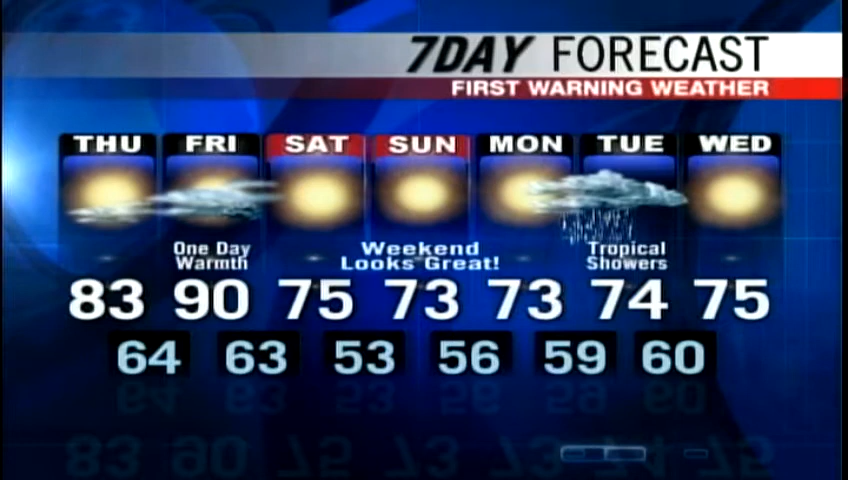 7DAY FORECAST
FIRST WARNING WEATHER
THU FRI SAT SUN MON TUE WED
One Day Weekend Tropical
Warmth Looks Great! Showers
83 90 75 73 73 74 75
64 63 53 56 59 60